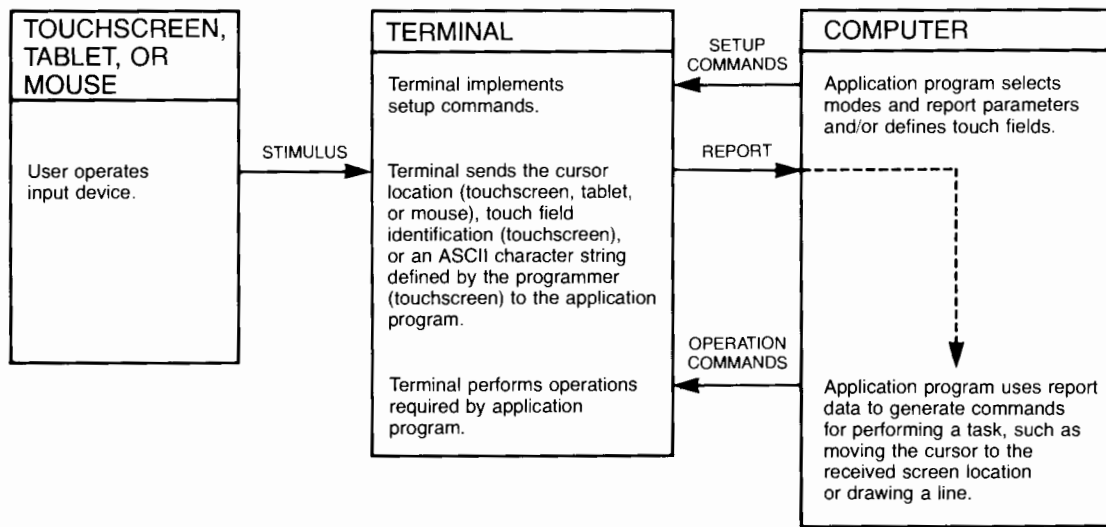 TOUCHSCREEN,
TABLET, OR
MOUSE
User operates
input device.
STIMULUS
TERMINAL
Terminal implements
setup commands.
Terminal sends the cursor
location (touchscreen, tablet,
or mouse), touch field
identification (touchscreen),
or an ASCII character string
defined by the programmer
(touchscreen) to the application
program.
Terminal performs operations
required by application
program.
SETUP
COMMANDS
REPORT
OPERATION
COMMANDS
COMPUTER
Application program selects
modes and report parameters
and/or defines touch fields.
Application program uses report
data to generate commands
for performing a task, such as
moving the cursor to the
received screen location
or drawing a line.